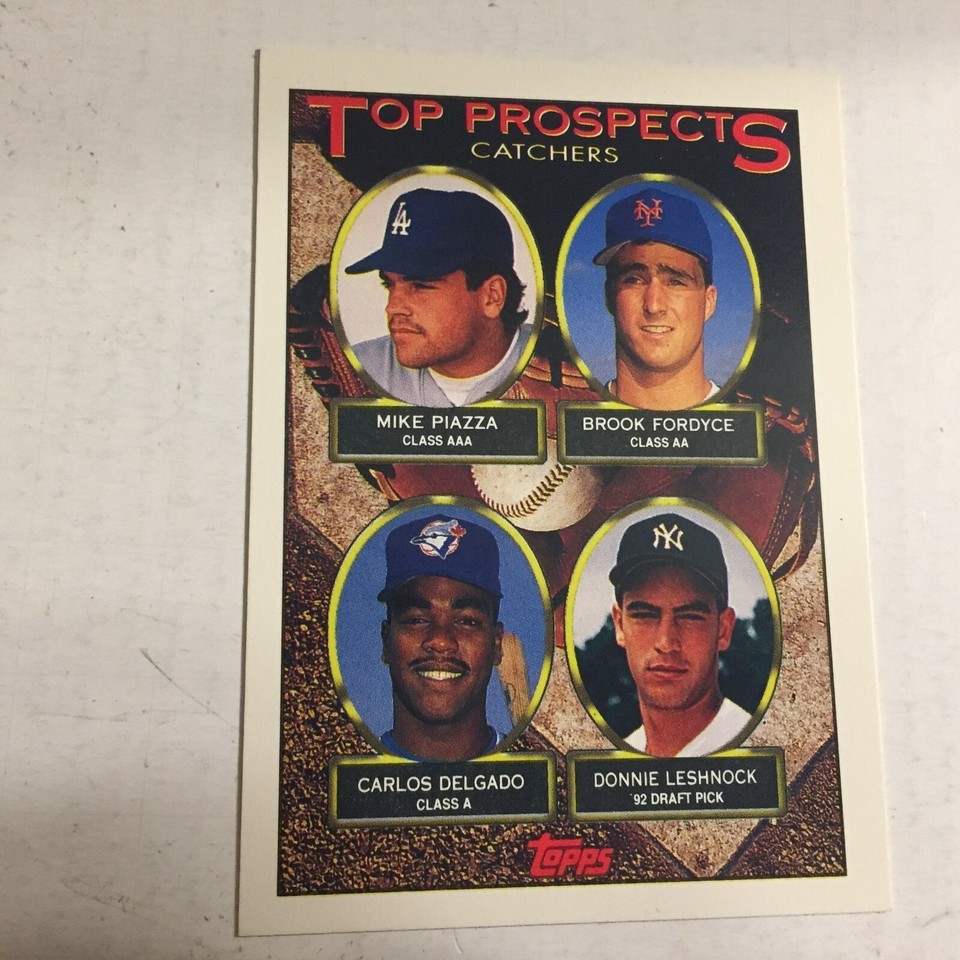 TOP PROSPECTS
CATCHERS
LA
NY
MIKE PIAZZA
CLASS AAA
BROOK FORDYCE
CLASS AA
NY
CARLOS DELGADO
CLASS A
DONNIE LESHNOCK
'92 DRAFT PICK
TOPPS